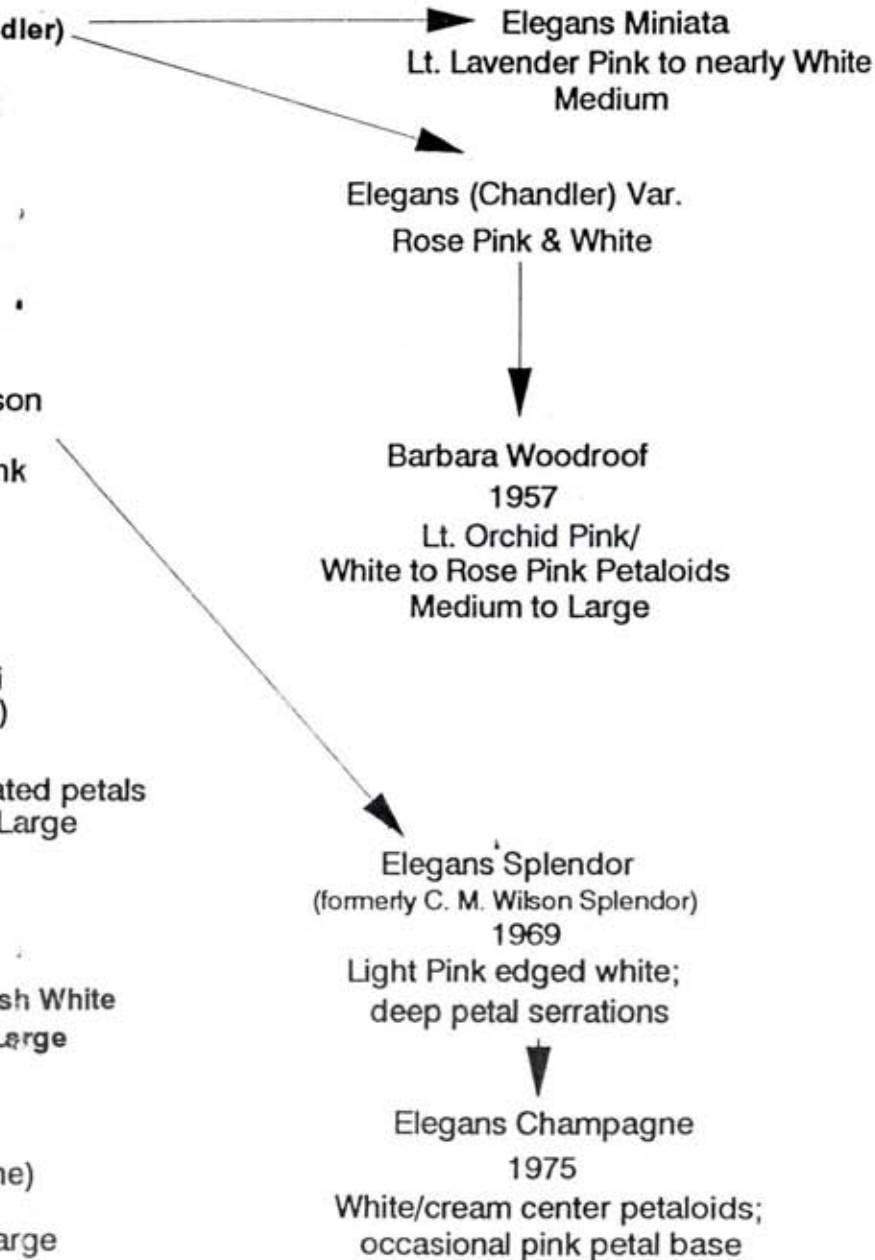 dler)
Elegans Miniata
Lt. Lavender Pink to nearly White
Medium
Elegans (Chandler) Var.
Rose Pink & White
son
nk
Barbara Woodroof
1957
Lt. Orchid Pink/
White to Rose Pink Petaloids
Medium to Large
i
)
ated petals
Large
Elegans Splendor
(formerly C. M. Wilson Splendor)
1969
Light Pink edged white;
deep petal serrations
sh White
Large
Elegans Champagne
1975
White/cream center petaloids;
occasional pink petal base
ne)
arge